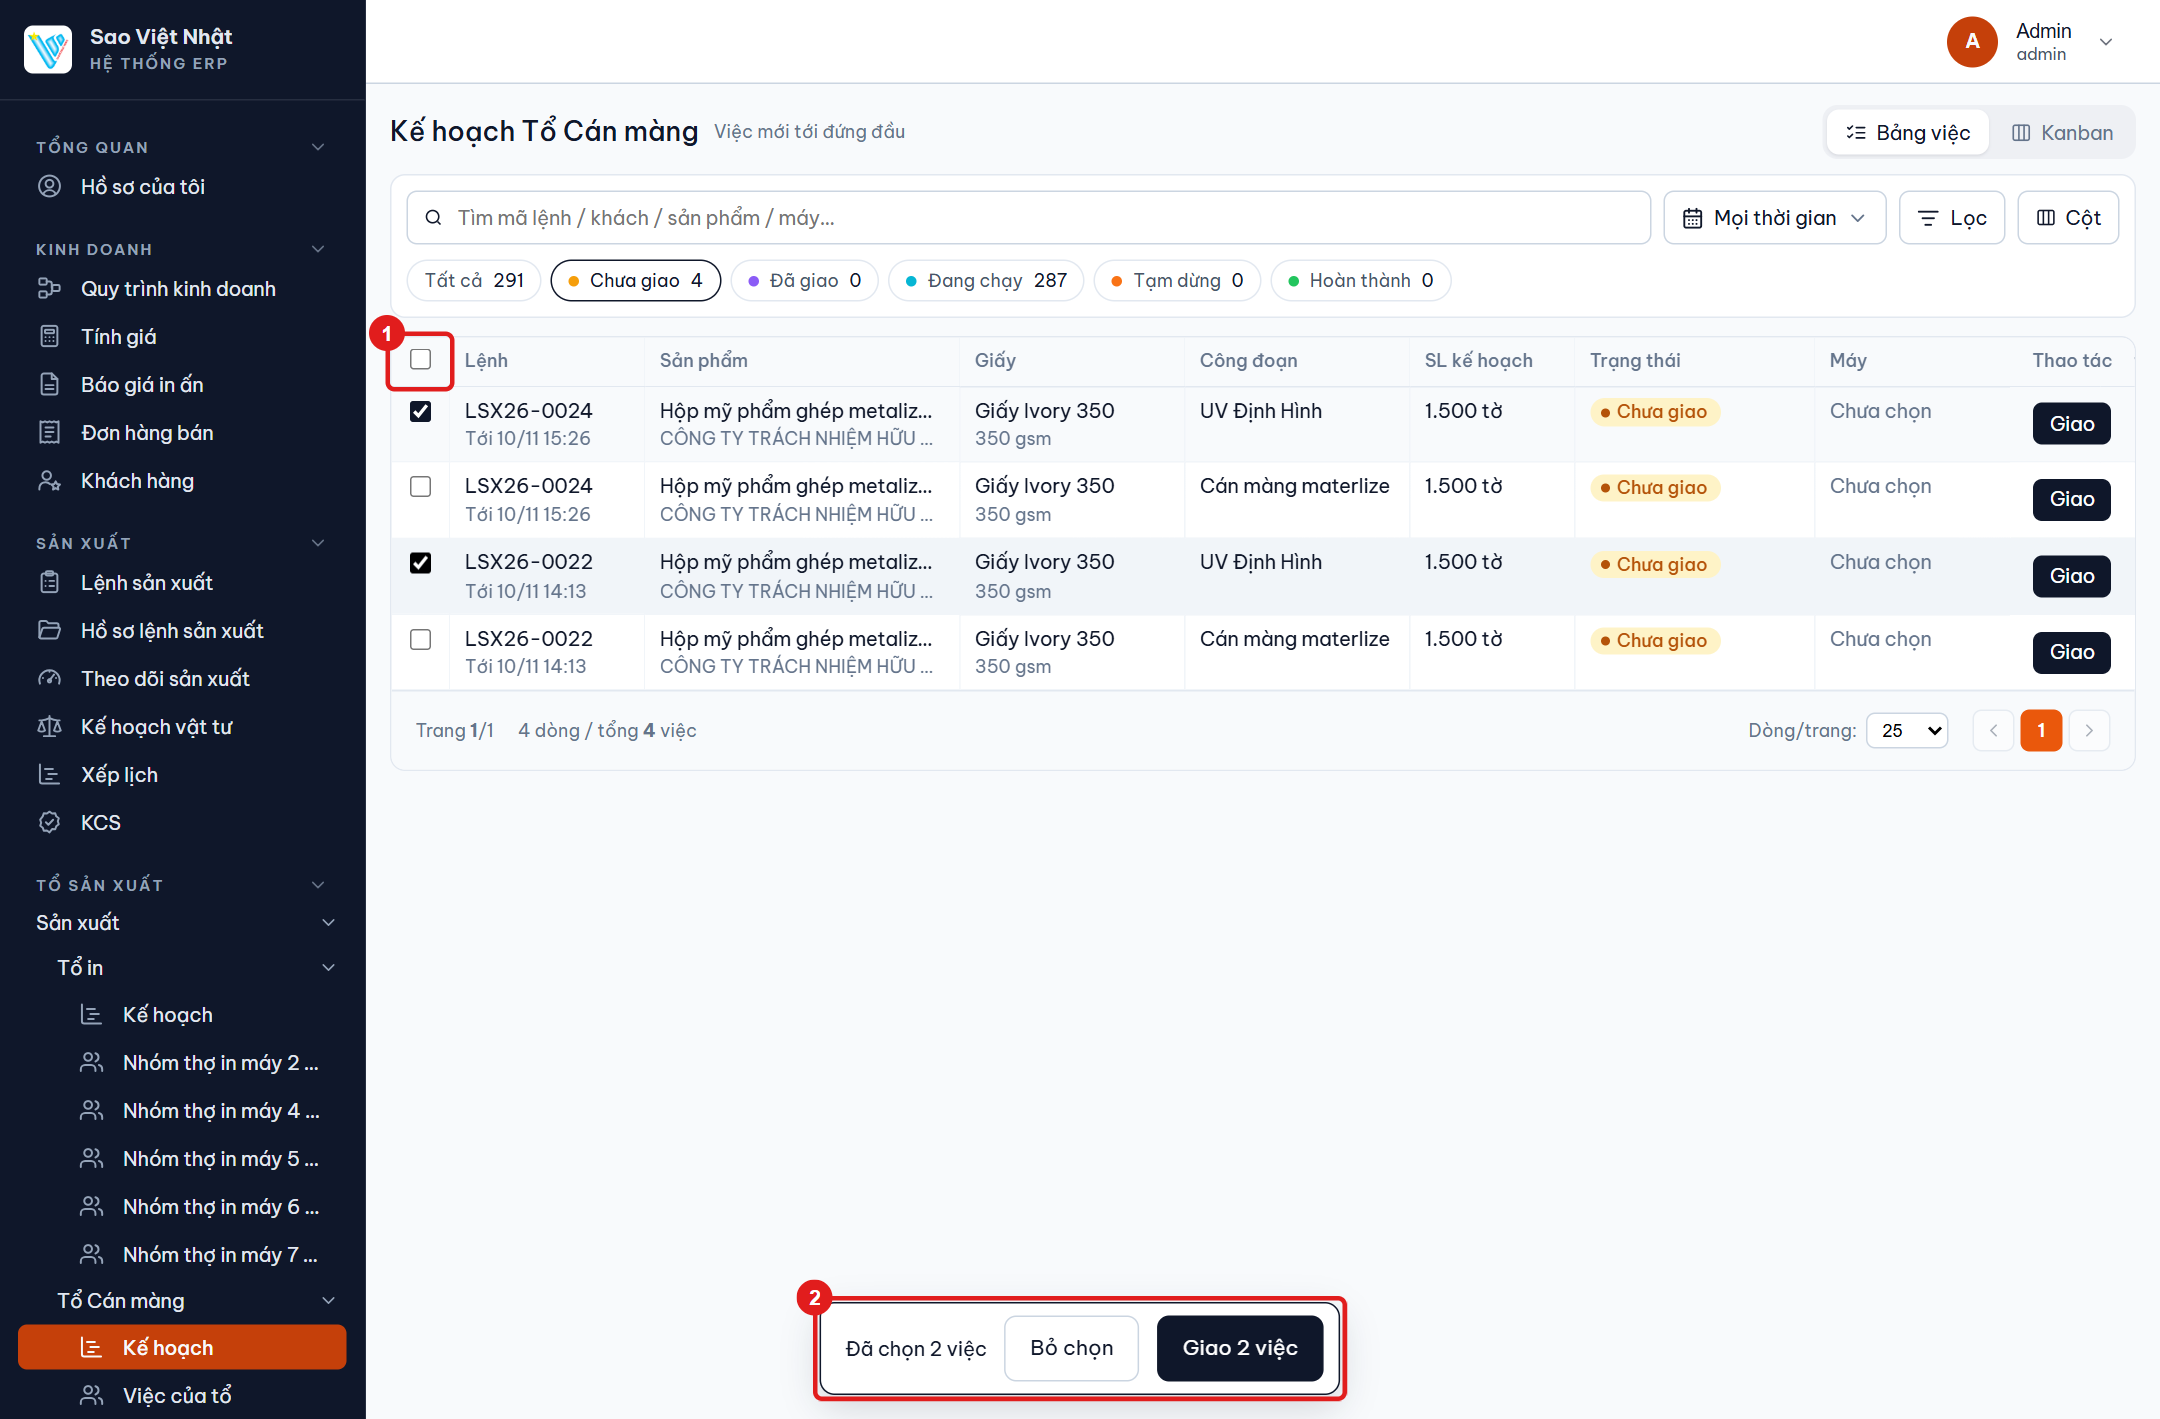 Sao Việt Nhật
HỆ THỐNG ERP
TỔNG QUAN
Hồ sơ của tôi
KINH DOANH
Quy trình kinh doanh
Tính giá
Báo giá in ấn
Đơn hàng bán
Khách hàng
SẢN XUẤT
Lệnh sản xuất
Hồ sơ lệnh sản xuất
Theo dõi sản xuất
Kế hoạch vật tư
Xếp lịch
KCS
TỔ SẢN XUẤT
Sản xuất
Tổ in
Kế hoạch
Nhóm thợ in máy 2 ...
Nhóm thợ in máy 4 ...
Nhóm thợ in máy 5 ...
Nhóm thợ in máy 6 ...
Nhóm thợ in máy 7 ...
Tổ Cán màng
Kế hoạch
Việc của tổ
A
Admin
admin
Kế hoạch Tổ Cán màng Việc mới tới đứng đầu
Bảng việc Kanban
Tìm mã lệnh / khách / sản phẩm / máy...
Mọi thời gian Lọc Cột
Tất cả 291 Chưa giao 4 Đã giao 0 Đang chạy 287 Tạm dừng 0 Hoàn thành 0
1
Lệnh Sản phẩm Giấy Công đoạn SL kế hoạch Trạng thái Máy Thao tác
LSX26-0024 Hộp mỹ phẩm ghép metaliz... Giấy Ivory 350 UV Định Hình 1.500 tờ Chưa giao Chưa chọn Giao
Tới 10/11 15:26 CÔNG TY TRÁCH NHIỆM HỮU ... 350 gsm
LSX26-0024 Hộp mỹ phẩm ghép metaliz... Giấy Ivory 350 Cán màng materlize 1.500 tờ Chưa giao Chưa chọn Giao
Tới 10/11 15:26 CÔNG TY TRÁCH NHIỆM HỮU ... 350 gsm
LSX26-0022 Hộp mỹ phẩm ghép metaliz... Giấy Ivory 350 UV Định Hình 1.500 tờ Chưa giao Chưa chọn Giao
Tới 10/11 14:13 CÔNG TY TRÁCH NHIỆM HỮU ... 350 gsm
LSX26-0022 Hộp mỹ phẩm ghép metaliz... Giấy Ivory 350 Cán màng materlize 1.500 tờ Chưa giao Chưa chọn Giao
Tới 10/11 14:13 CÔNG TY TRÁCH NHIỆM HỮU ... 350 gsm
Trang 1/1 4 dòng / tổng 4 việc Dòng/trang: 25 1
2
Đã chọn 2 việc Bỏ chọn Giao 2 việc